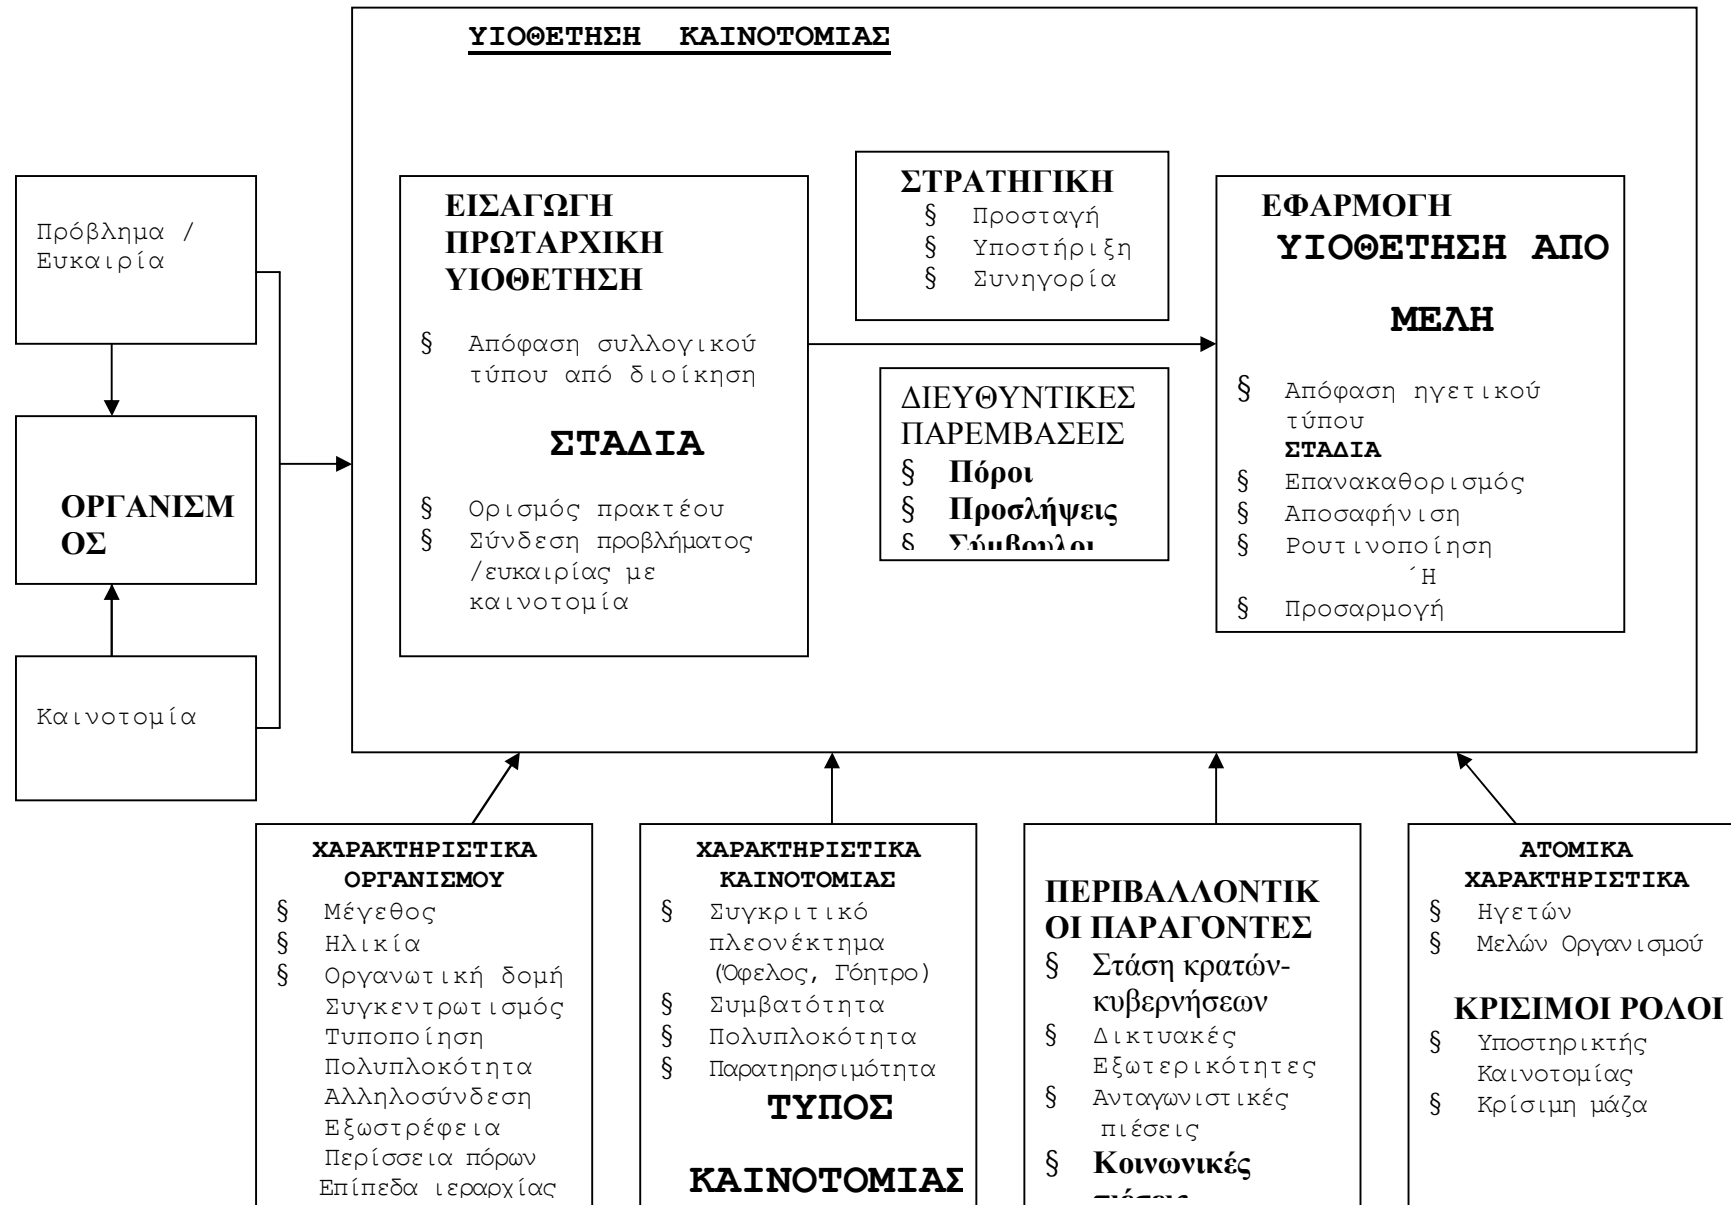 ΥΙΟΘΕΤΗΣΗ ΚΑΙΝΟΤΟΜΙΑΣ
Πρόβλημα /
Ευκαιρία
ΟΡΓΑΝΙΣΜ
ΟΣ
Καινοτομία
ΕΙΣΑΓΩΓΗ
ΠΡΩΤΑΡΧΙΚΗ
ΥΙΟΘΕΤΗΣΗ
§ Απόφαση συλλογικού
τύπου από διοίκηση
ΣΤΑΔΙΑ
§ Ορισμός πρακτέου
§ Σύνδεση προβλήματος
/ευκαιρίας με
καινοτομία
ΣΤΡΑΤΗΓΙΚΗ
§ Προσταγή
§ Υποστήριξη
§ Συνηγορία
ΔΙΕΥΘΥΝΤΙΚΕΣ
ΠΑΡΕΜΒΑΣΕΙΣ
§ Πόροι
§ Προσλήψεις
§ Σύμβουλοι
ΕΦΑΡΜΟΓΗ
ΥΙΟΘΕΤΗΣΗ ΑΠΟ
ΜΕΛΗ
§ Απόφαση ηγετικού
τύπου
ΣΤΑΔΙΑ
§ Επανακαθορισμός
§ Αποσαφήνιση
§ Ρουτινοποίηση
΄Η
§ Προσαρμογή
ΧΑΡΑΚΤΗΡΙΣΤΙΚΑ
ΟΡΓΑΝΙΣΜΟΥ
§ Μέγεθος
§ Ηλικία
§ Οργανωτική δομή
Συγκεντρωτισμός
Τυποποίηση
Πολυπλοκότητα
Αλληλοσύνδεση
Εξωστρέφεια
Περίσσεια πόρων
Επίπεδα ιεραρχίας
ΧΑΡΑΚΤΗΡΙΣΤΙΚΑ
ΚΑΙΝΟΤΟΜΙΑΣ
§ Συγκριτικό
πλεονέκτημα
(Όφελος, Γόητρο)
§ Συμβατότητα
§ Πολυπλοκότητα
§ Παρατηρησιμότητα
ΤΥΠΟΣ
ΚΑΙΝΟΤΟΜΙΑΣ
ΠΕΡΙΒΑΛΛΟΝΤΙΚ
ΟΙ ΠΑΡΑΓΟΝΤΕΣ
§ Στάση κρατών-
κυβερνήσεων
§ Δικτυακές
Εξωτερικότητες
§ Ανταγωνιστικές
πιέσεις
§ Κοινωνικές
πιέσεις
ΑΤΟΜΙΚΑ
ΧΑΡΑΚΤΗΡΙΣΤΙΚΑ
§ Ηγετών
§ Μελών Οργανισμού
ΚΡΙΣΙΜΟΙ ΡΟΛΟΙ
§ Υποστηρικτής
Καινοτομίας
§ Κρίσιμη μάζα